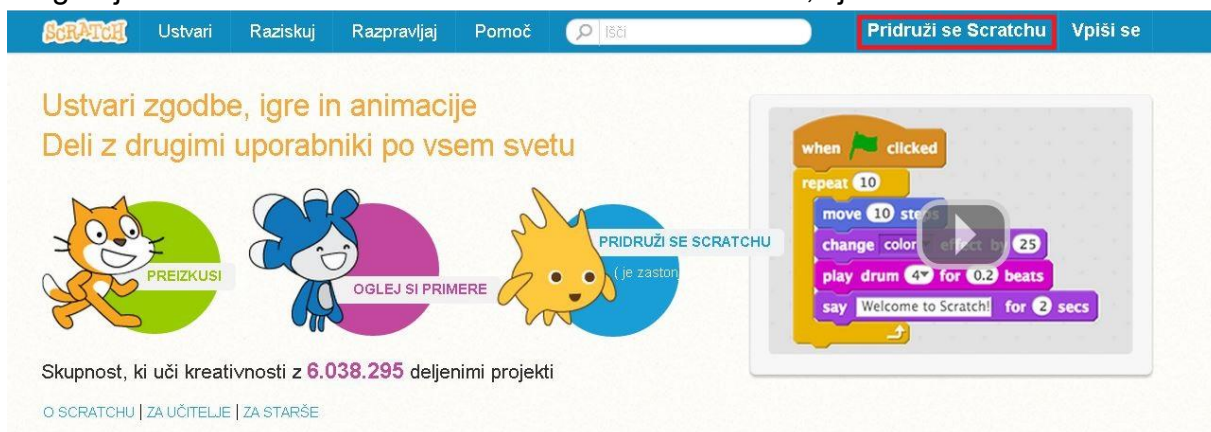 SCRATCH Ustvari Raziskuj Razpravljaj Pomoč Išči Pridruži se Scratchu Vpiši se
Ustvari zgodbe, igre in animacije
Deli z drugimi uporabniki po vsem svetu
PREIZKUSI
OGLEJ SI PRIMERE
PRIDRUŽI SE SCRATCHU
( je zaston
when clicked
repeat 10
move 10 steps
change color effect by 25
play drum 4 for 0.2 beats
say Welcome to Scratch! for 2 secs
Skupnost, ki uči kreativnosti z 6.038.295 deljenimi projekti
O SCRATCHU | ZA UČITELJE | ZA STARŠE